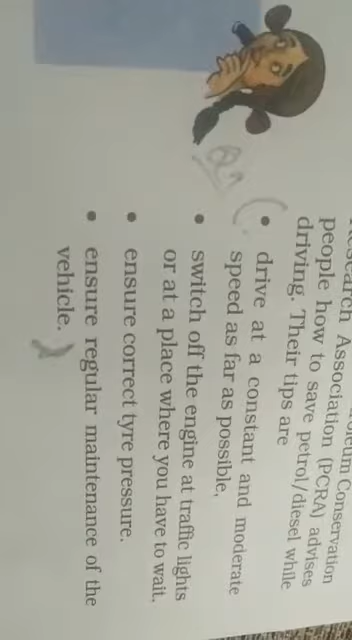 Research Association (PCRA) advises
people how to save petrol/diesel while
driving. Their tips are
• drive at a constant and moderate
speed as far as possible,
• switch off the engine at traffic lights
or at a place where you have to wait,
• ensure correct tyre pressure.
• ensure regular maintenance of the
vehicle.